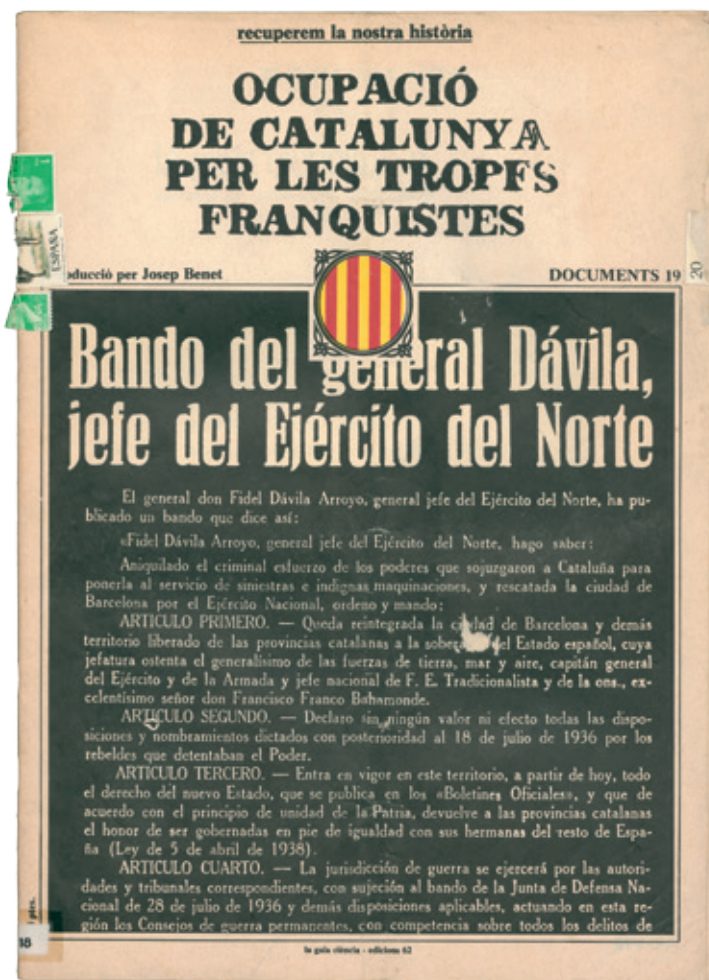 recuperem la nostra història
OCUPACIÓ
DE CATALUNYA
PER LES TROPES
FRANQUISTES
ducció per Josep Benet
DOCUMENTS 19
20
ESPAÑA
1
Bando del general Dávila,
jefe del Ejército del Norte
El general don Fidel Dávila Arroyo, general jefe del Ejército del Norte, ha pu-
blicado un bando que dice así:
«Fidel Dávila Arroyo, general jefe del Ejército del Norte, hago saber:
Aniquilado el criminal esfuerzo de los poderes que sojuzgaron a Cataluña para
ponerla al servicio de siniestras e indignas maquinaciones, y rescatada la ciudad de
Barcelona por el Ejército Nacional, ordeno y mando:
ARTICULO PRIMERO. — Queda reintegrada la ciudad de Barcelona y demás
territorio liberado de las provincias catalanas a la sobera del Estado español, cuya
jefatura ostenta el generalísimo de las fuerzas de tierra, mar y aire, capitán general
del Ejército y de la Armada y jefe nacional de F. E. Tradicionalista y de la ons., ex-
celentísimo señor don Francisco Franco Bahamonde.
ARTICULO SEGUNDO. — Declaro sin ningún valor ni efecto todas las dispo-
siciones y nombramientos dictados con posterioridad al 18 de julio de 1936 por los
rebeldes que detentaban el Poder.
ARTICULO TERCERO. — Entra en vigor en este territorio, a partir de hoy, todo
el derecho del nuevo Estado, que se publica en los «Boletines Oficiales», y que de
acuerdo con el principio de unidad de la Patria, devuelve a las provincias catalanas
el honor de ser gobernadas en pie de igualdad con sus hermanas del resto de Espa-
ña (Ley de 5 de abril de 1938).
ARTICULO CUARTO. — La jurisdicción de guerra se ejercerá por las autori-
dades y tribunales correspondientes, con sujeción al bando de la Junta de Defensa Na-
cional de 28 de julio de 1936 y demás disposiciones aplicables, actuando en esta re-
gión los Consejos de guerra permanentes, con competencia sobre todos los delitos de
ptes.
18
la gaia ciència - edicions 62